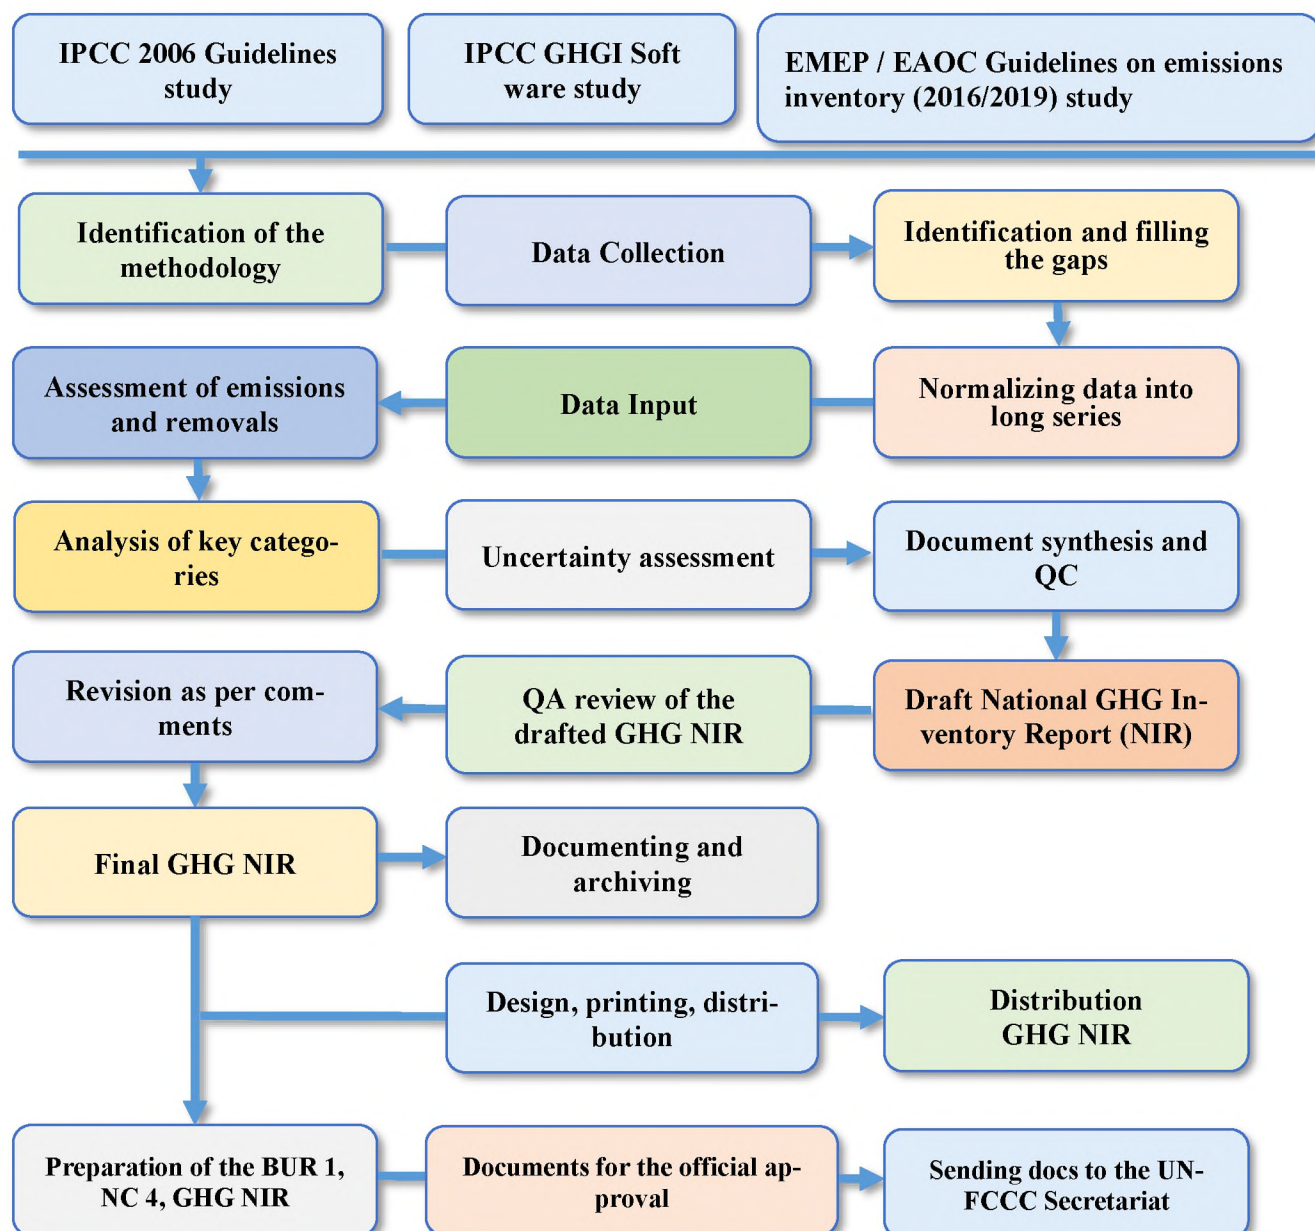 IPCC 2006 Guidelines
study
IPCC GHGI Soft
ware study
EMEP / EAOC Guidelines on emissions
inventory (2016/2019) study
Identification of the
methodology
Data Collection
Identification and filling
the gaps
Assessment of emissions
and removals
Data Input
Normalizing data into
long series
Analysis of key catego-
ries
Uncertainty assessment
Document synthesis and
QC
Revision as per com-
ments
QA review of the
drafted GHG NIR
Draft National GHG In-
ventory Report (NIR)
Final GHG NIR
Documenting and
archiving
Design, printing, distri-
bution
Distribution
GHG NIR
Preparation of the BUR 1,
NC 4, GHG NIR
Documents for the official ap-
proval
Sending docs to the UN-
FCCC Secretariat